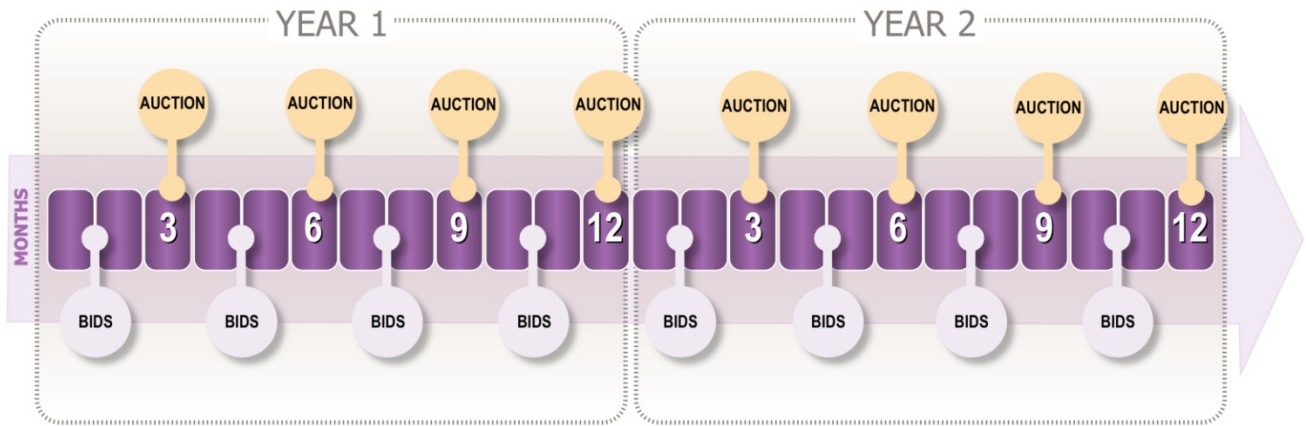 YEAR 1
YEAR 2
AUCTION AUCTION AUCTION AUCTION AUCTION AUCTION AUCTION AUCTION
MONTHS
3 6 9 12 3 6 9 12
BIDS BIDS BIDS BIDS BIDS BIDS BIDS BIDS